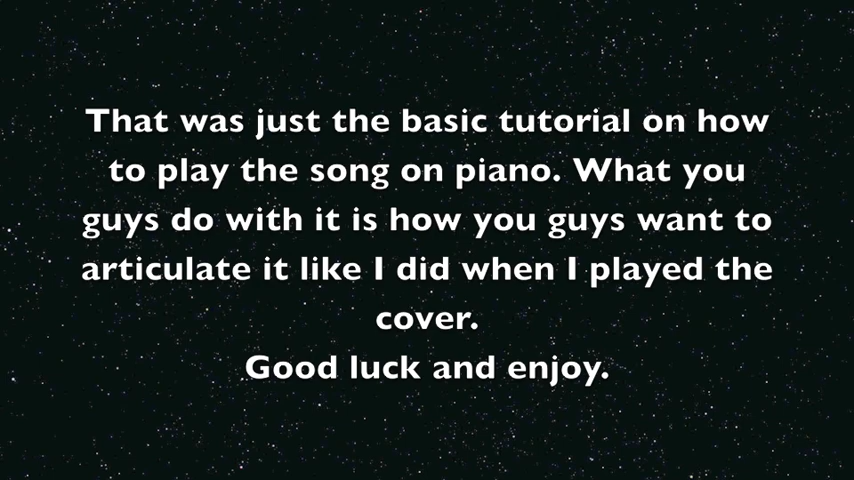 That was just the basic tutorial on how
to play the song on piano. What you
guys do with it is how you guys want to
articulate it like I did when I played the
cover.
Good luck and enjoy.